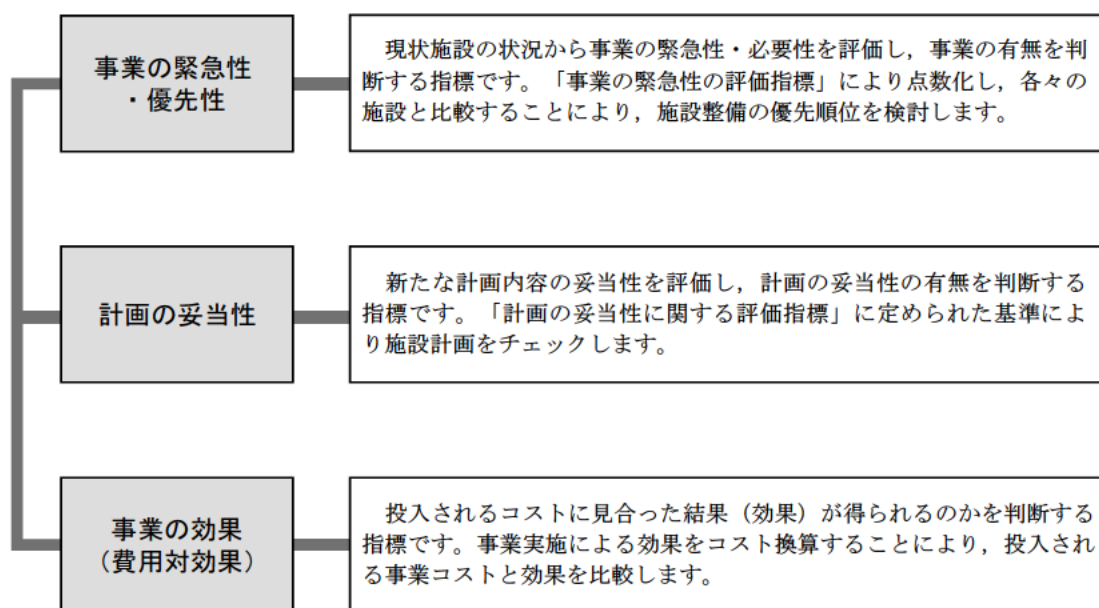 事業の緊急性
・優先性
現状施設の状況から事業の緊急性・必要性を評価し，事業の有無を判
断する指標です。「事業の緊急性の評価指標」により点数化し，各々の
施設と比較することにより，施設整備の優先順位を検討します。
計画の妥当性
新たな計画内容の妥当性を評価し，計画の妥当性の有無を判断する
指標です。「計画の妥当性に関する評価指標」に定められた基準によ
り施設計画をチェックします。
事業の効果
（費用対効果）
投入されるコストに見合った結果（効果）が得られるのかを判断する
指標です。事業実施による効果をコスト換算することにより，投入され
る事業コストと効果を比較します。